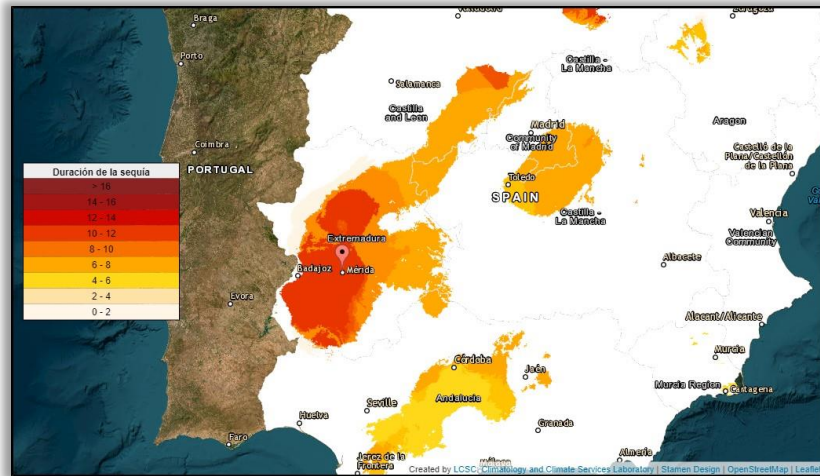 Braga
Porto
Coimbra
PORTUGAL
Evora
Faro
Duración de la sequía
> 16
14 - 16
12 - 14
10 - 12
8 - 10
6 - 8
4 - 6
2 - 4
0 - 2
Salamanca
Castilla
and Leon
Castilla -
La Mancha
Madrid
Community
of Madrid
Toledo
SPAIN
Castilla -
La Mancha
Aragon
Castelló de la
Plana/Castellón
de la Plana
Valencia
Valencian
Community
Extremadura
Badajoz
Mérida
Albacete
Alacant/Alicante
Murcia
Murcia Region
Cartagena
Córdoba
Jaén
Andalucia
Seville
Huelva
Granada
Jerez de la
Frontera
Almería
Created by LCSC, Climatology and Climate Services Laboratory | Stamen Design | OpenStreetMap | Leaflet